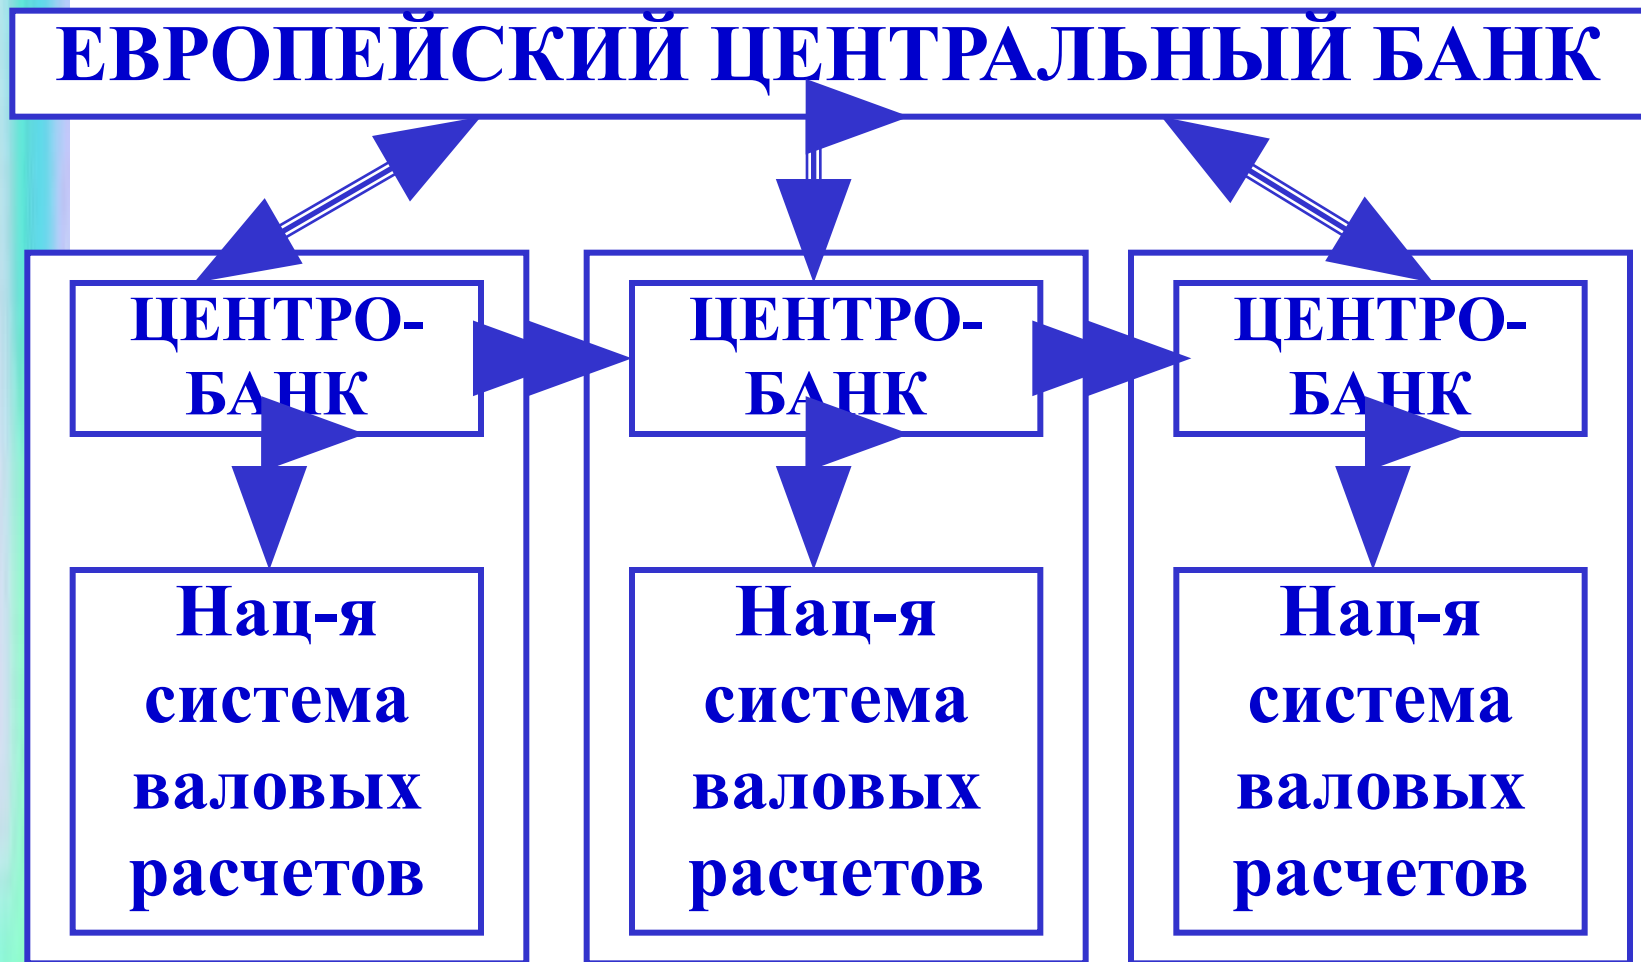 ЕВРОПЕЙСКИЙ ЦЕНТРАЛЬНЫЙ БАНК
ЦЕНТРО-
БАНК
ЦЕНТРО-
БАНК
ЦЕНТРО-
БАНК
Нац-я
система
валовых
расчетов
Нац-я
система
валовых
расчетов
Нац-я
система
валовых
расчетов